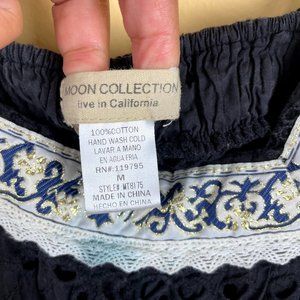 MOON COLLECTION
live in California
100%COTTON
HAND WASH COLD
LAVAR A MANO
EN AGUA FRIA
RN#:119795
M
STYLE# MT8175
MADE IN CHINA
HECHO EN CHINA